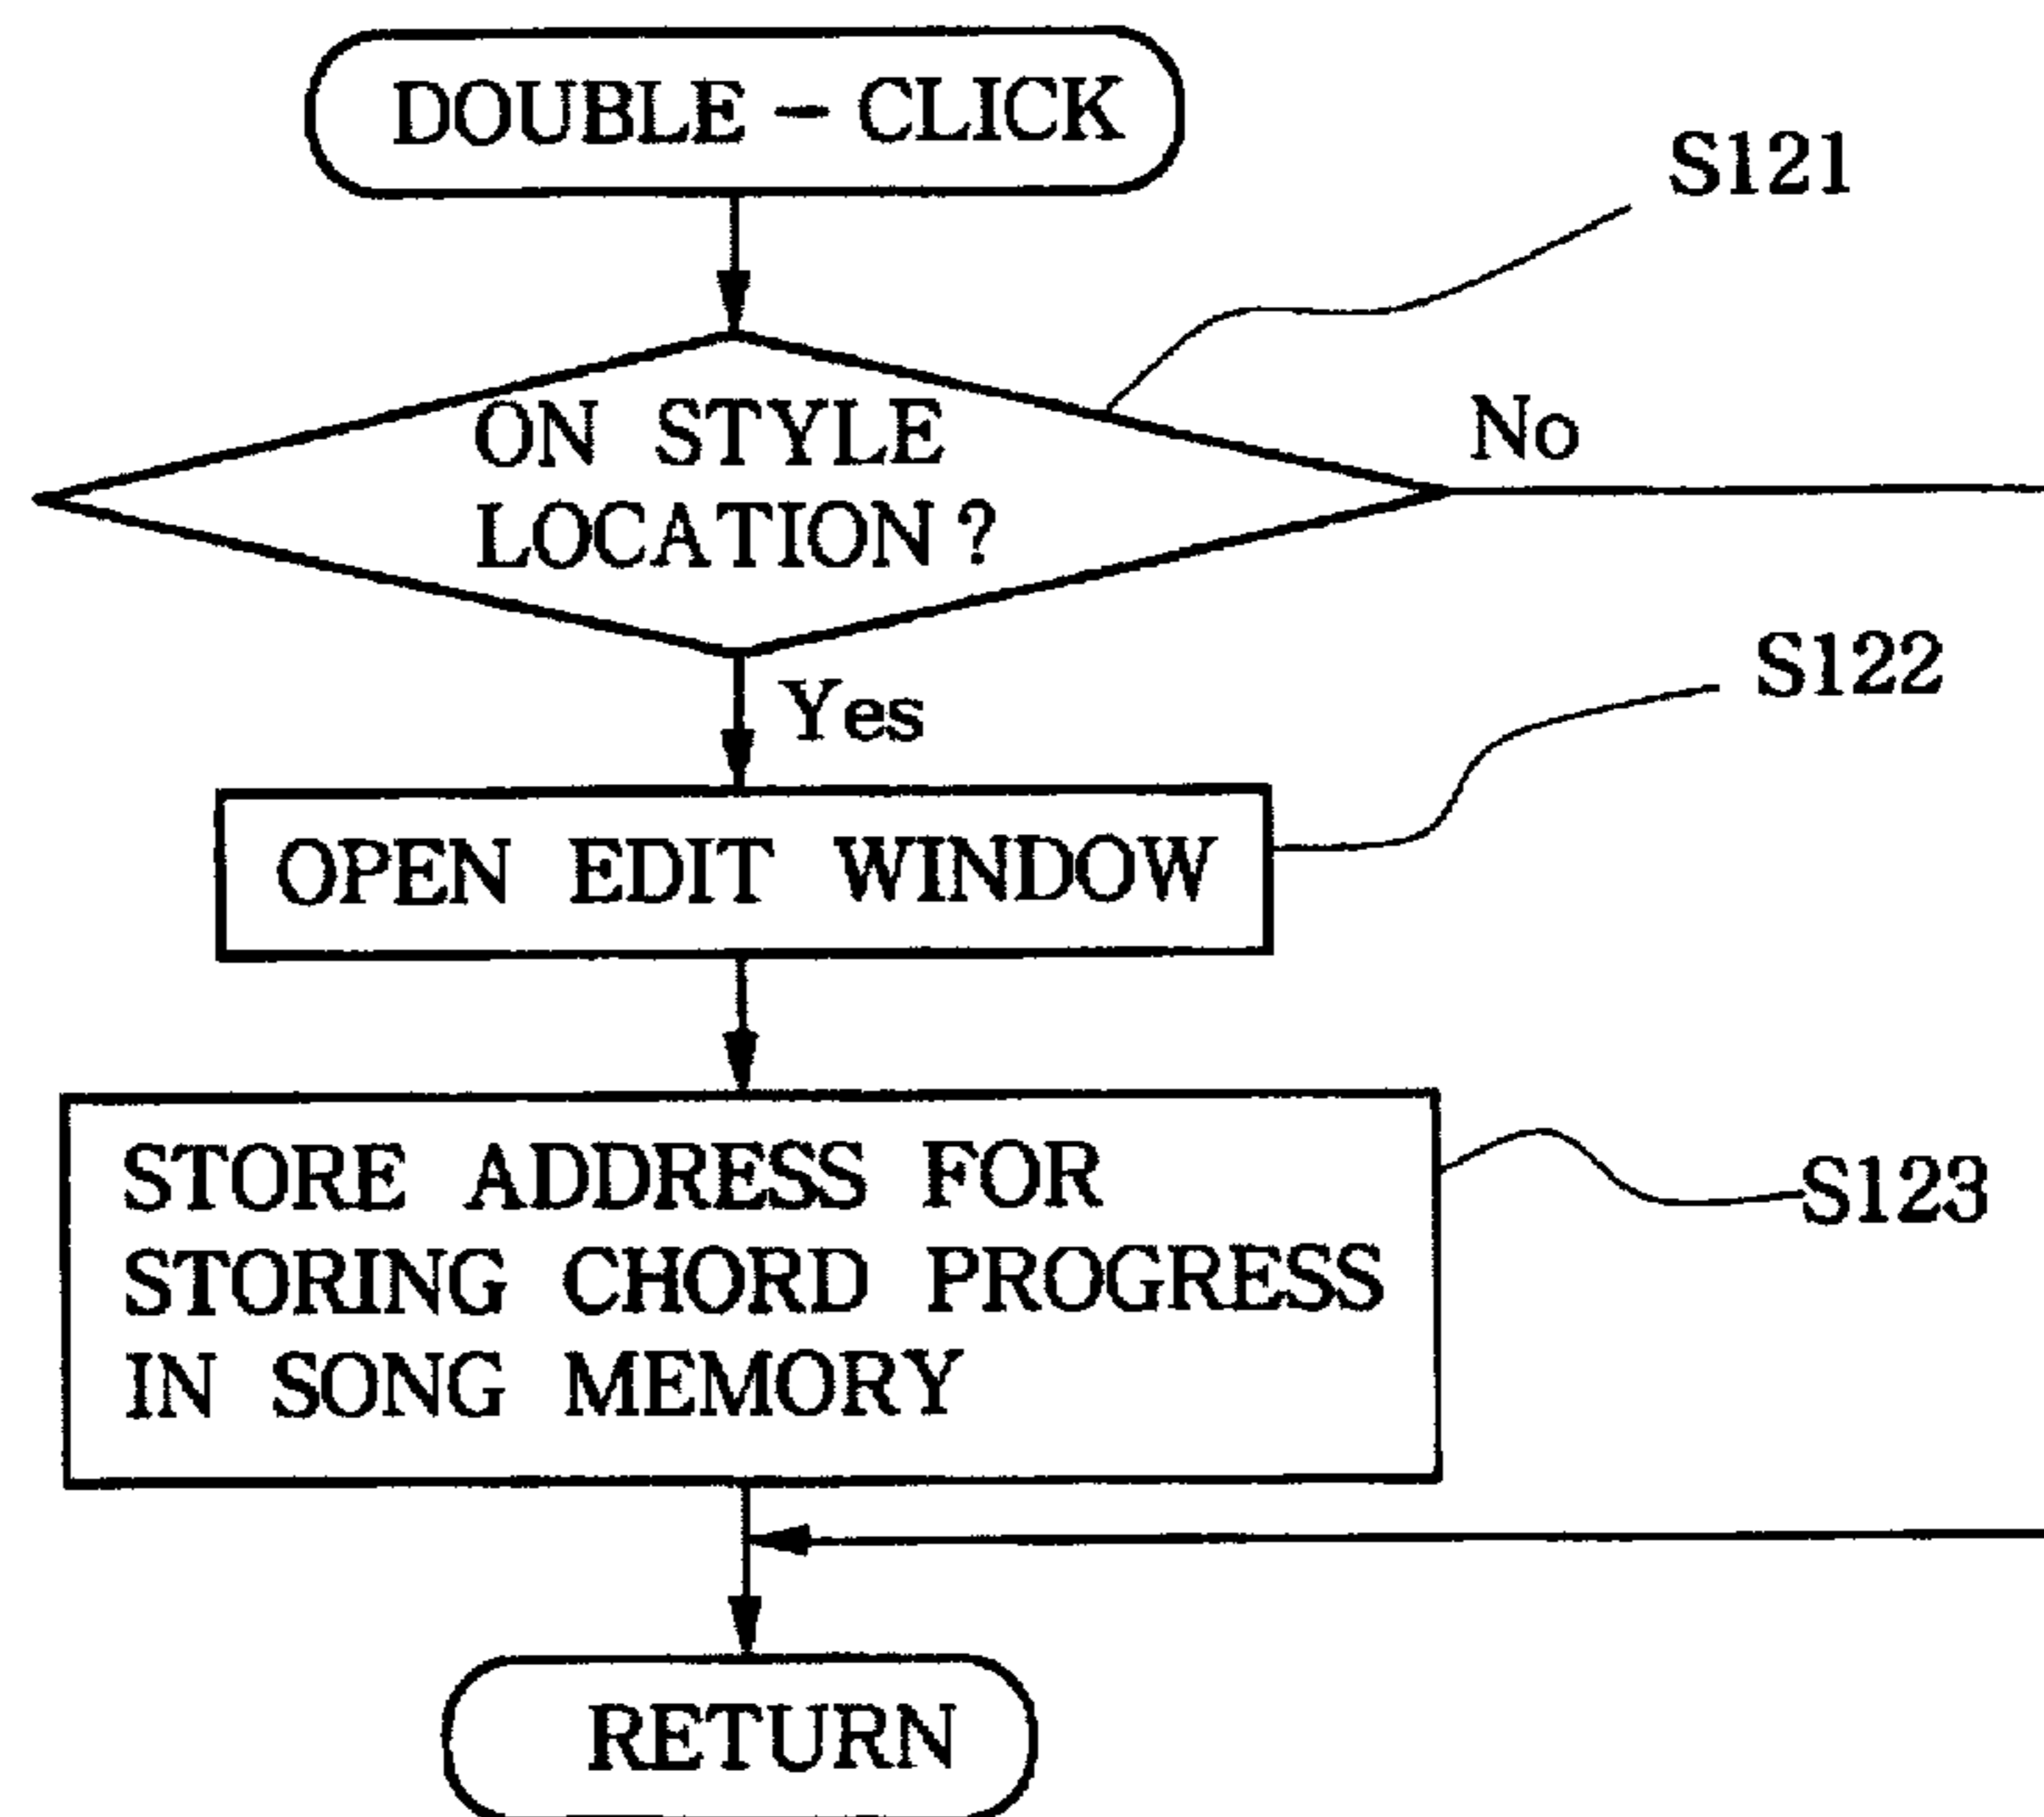 DOUBLE - CLICK
S121
ON STYLE
LOCATION?
No
Yes
S122
OPEN EDIT WINDOW
STORE ADDRESS FOR
STORING CHORD PROGRESS
IN SONG MEMORY
S123
RETURN